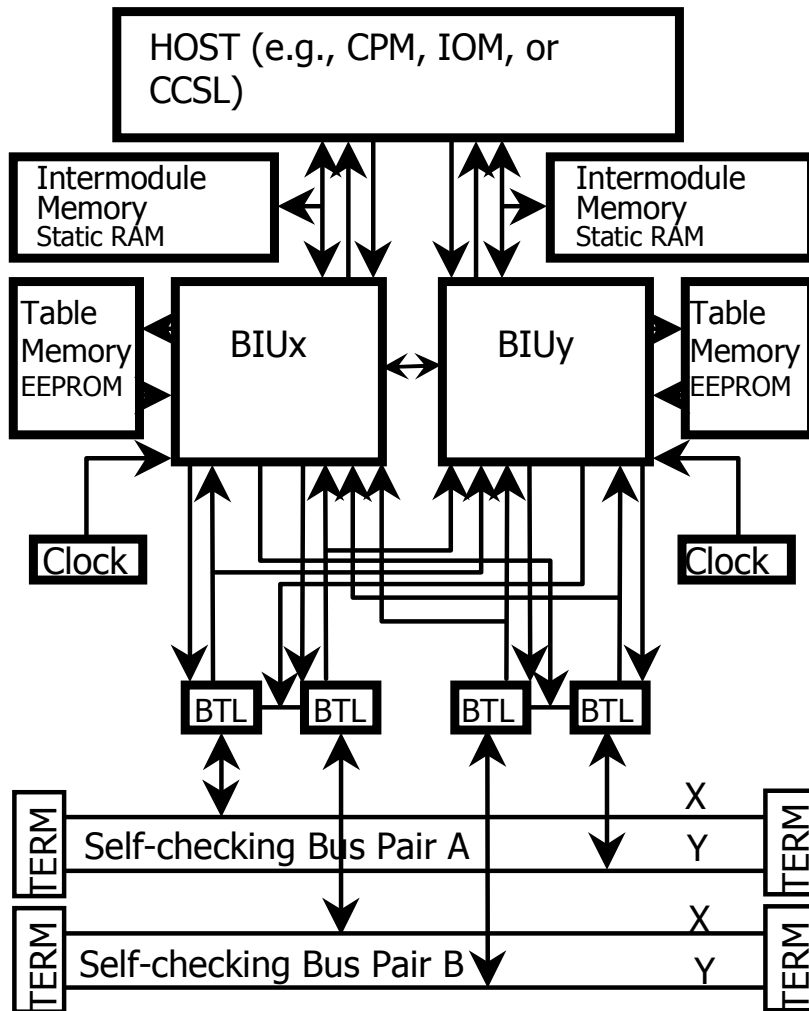 HOST (e.g., CPM, IOM, or
CCSL)
Intermodule
Memory
Static RAM
Intermodule
Memory
Static RAM
Table
Memory
EEPROM
BIUx
BIUy
Table
Memory
EEPROM
Clock
Clock
BTL
BTL
BTL
BTL
TERM
X
Self-checking Bus Pair A
Y
TERM
TERM
X
Self-checking Bus Pair B
Y
TERM